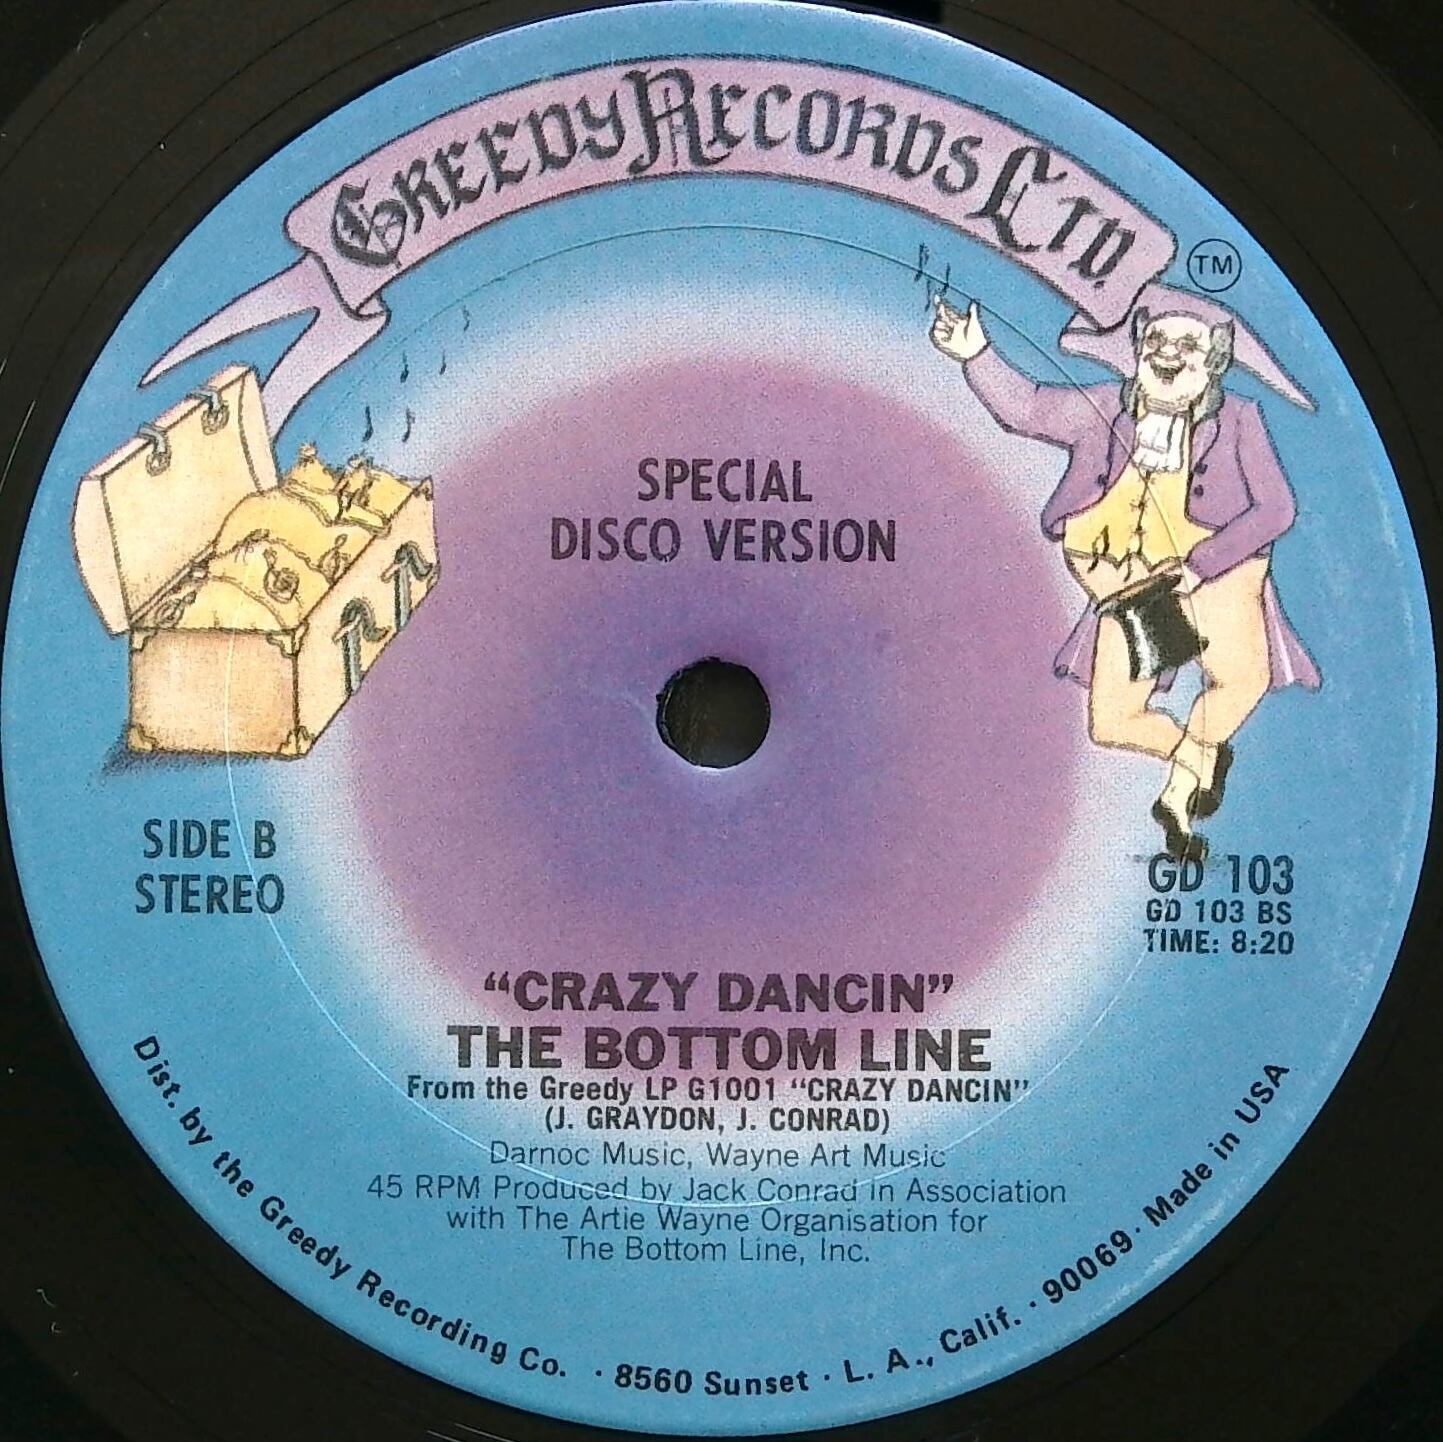 GREEDY RECORDS LTD.
TM
SPECIAL
DISCO VERSION
SIDE B
STEREO
GD 103
GD 103 BS
TIME: 8:20
"CRAZY DANCIN"
THE BOTTOM LINE
From the Greedy LP G1001 "CRAZY DANCIN"
(J. GRAYDON, J. CONRAD)
Darnoc Music, Wayne Art Music
45 RPM Produced by Jack Conrad in Association
with The Artie Wayne Organisation for
The Bottom Line, Inc.
Dist. by the Greedy Recording Co. · 8560 Sunset · L. A., Calif. · 90069 · Made in USA